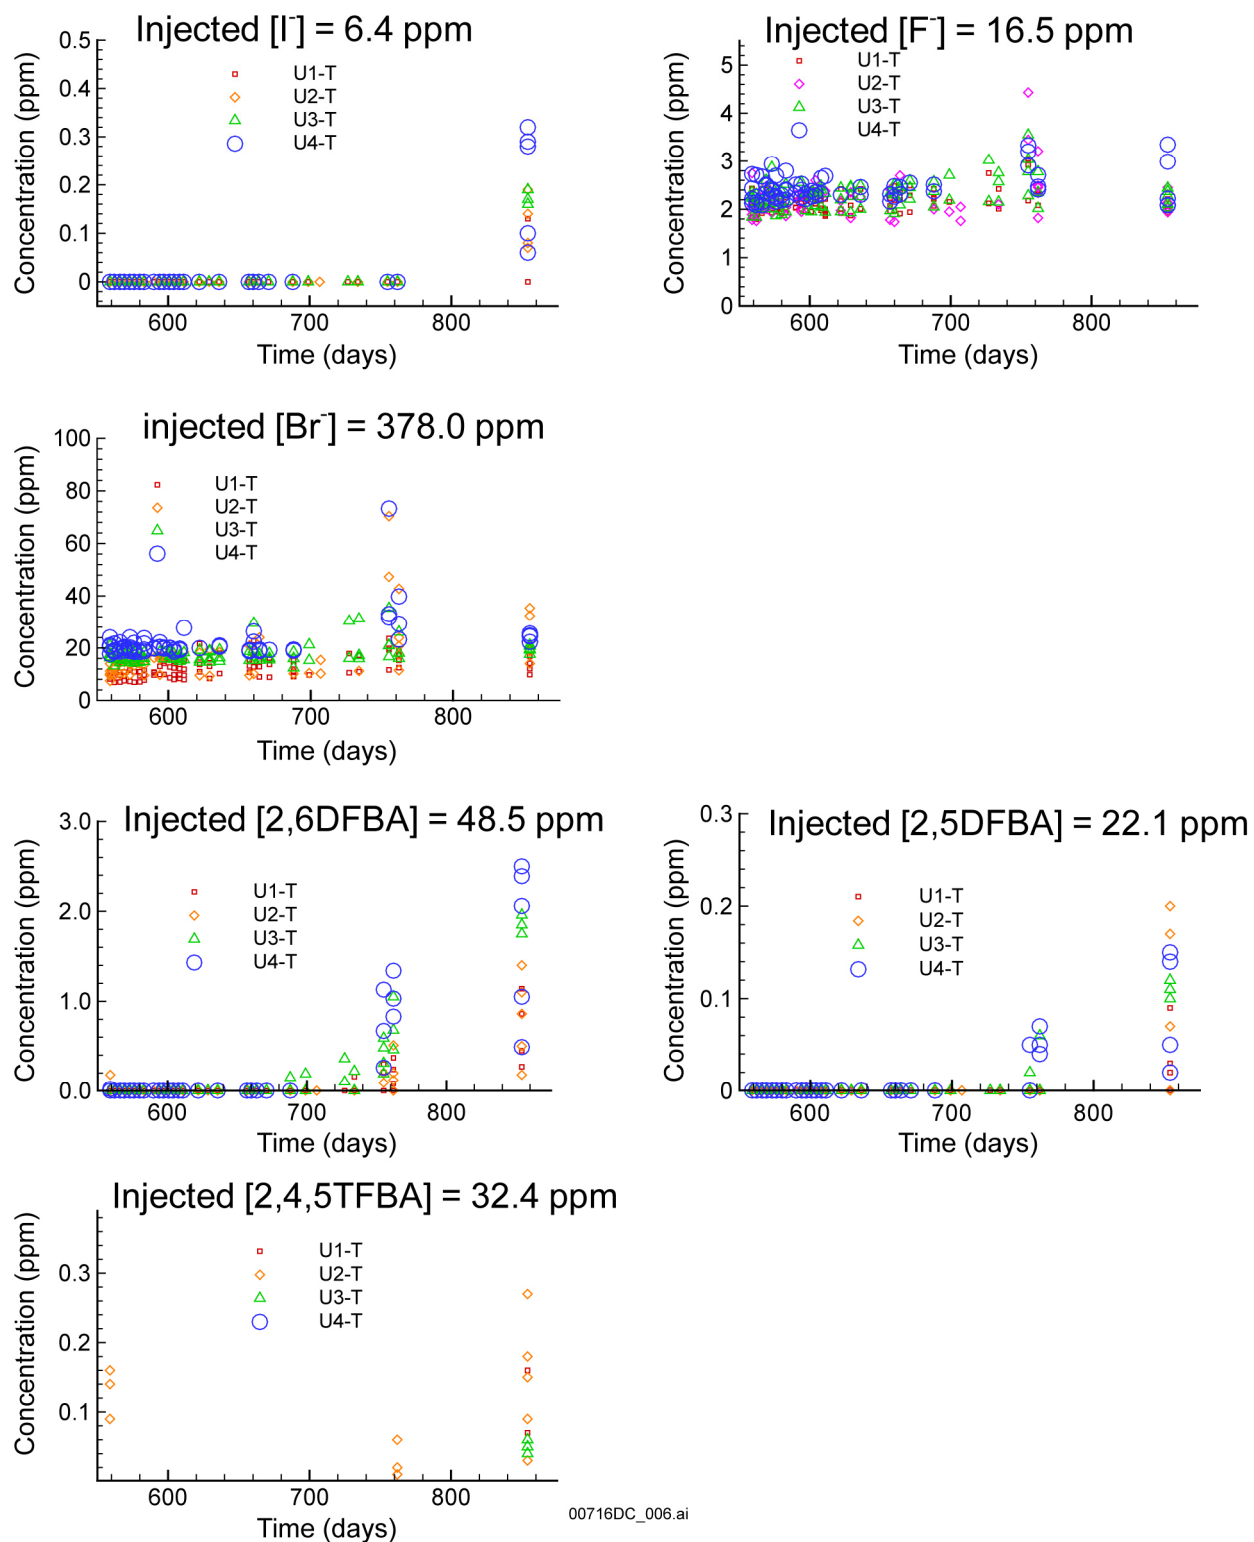 Injected [I-] = 6.4 ppm
0.5
0.4
0.3
0.2
0.1
0
Concentration (ppm)
U1-T
U2-T
U3-T
U4-T
600 700 800
Time (days)
Injected [F-] = 16.5 ppm
5
4
3
2
1
0
Concentration (ppm)
U1-T
U2-T
U3-T
U4-T
600 700 800
Time (days)
injected [Br-] = 378.0 ppm
100
80
60
40
20
0
Concentration (ppm)
U1-T
U2-T
U3-T
U4-T
600 700 800
Time (days)
Injected [2,6DFBA] = 48.5 ppm
3.0
2.0
1.0
0.0
Concentration (ppm)
U1-T
U2-T
U3-T
U4-T
600 700 800
Time (days)
Injected [2,5DFBA] = 22.1 ppm
0.3
0.2
0.1
0
Concentration (ppm)
U1-T
U2-T
U3-T
U4-T
600 700 800
Time (days)
Injected [2,4,5TFBA] = 32.4 ppm
0.3
0.2
0.1
Concentration (ppm)
U1-T
U2-T
U3-T
U4-T
600 700 800
Time (days)
00716DC_006.ai